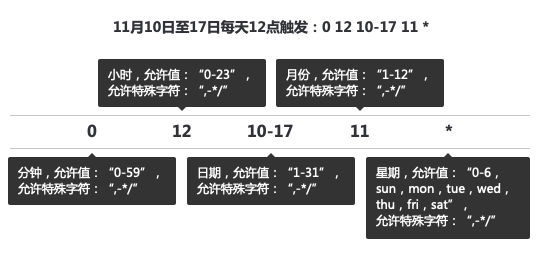 11月10日至17日每天12点触发：0 12 10-17 11 *
小时，允许值：“0-23”，
允许特殊字符：“,-*/”
月份，允许值：“1-12”，
允许特殊字符：“,-*/”
0 12 10-17 11 *
分钟，允许值：“0-59”，
允许特殊字符：“,-*/”
日期，允许值：“1-31”，
允许特殊字符：“,-*/”
星期，允许值：“0-6，
sun，mon，tue，wed，
thu，fri，sat”，
允许特殊字符：“,-*/”